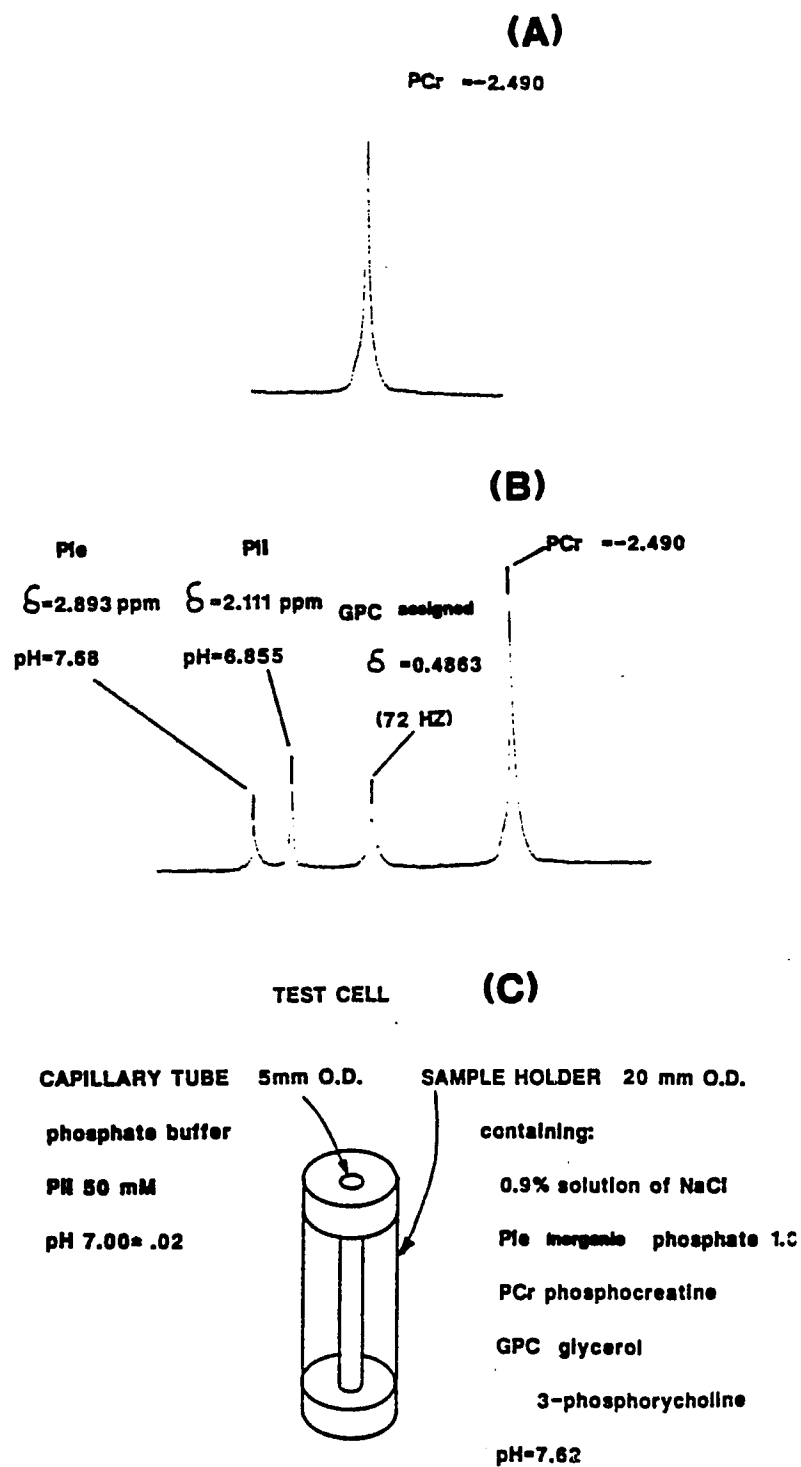 (A)
PCr =-2.490
(B)
Pie
δ=2.893 ppm
pH=7.68
Pii
δ=2.111 ppm
pH=6.855
GPC assigned
δ =0.4863
(72 HZ)
PCr =-2.490
TEST CELL
(C)
CAPILLARY TUBE 5mm O.D.
phosphate buffer
Pii 50 mM
pH 7.00± .02
SAMPLE HOLDER 20 mm O.D.
containing:
0.9% solution of NaCl
Pie inorganic phosphate
PCr phosphocreatine
GPC glycerol
3-phosphorycholine
pH=7.62